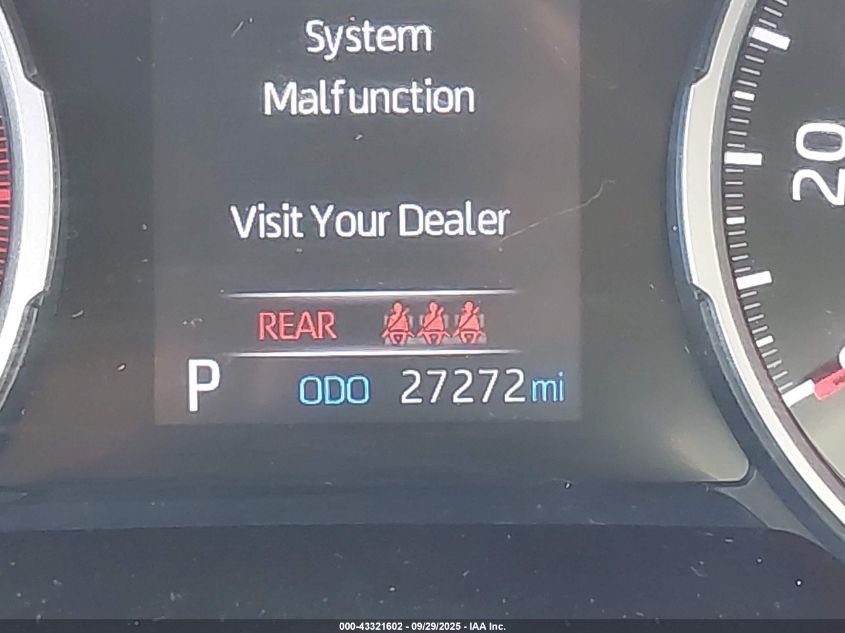 System
Malfunction
Visit Your Dealer
REAR
P ODO 27272 mi
20
000-43321602 - 09/29/2025 - IAA Inc.